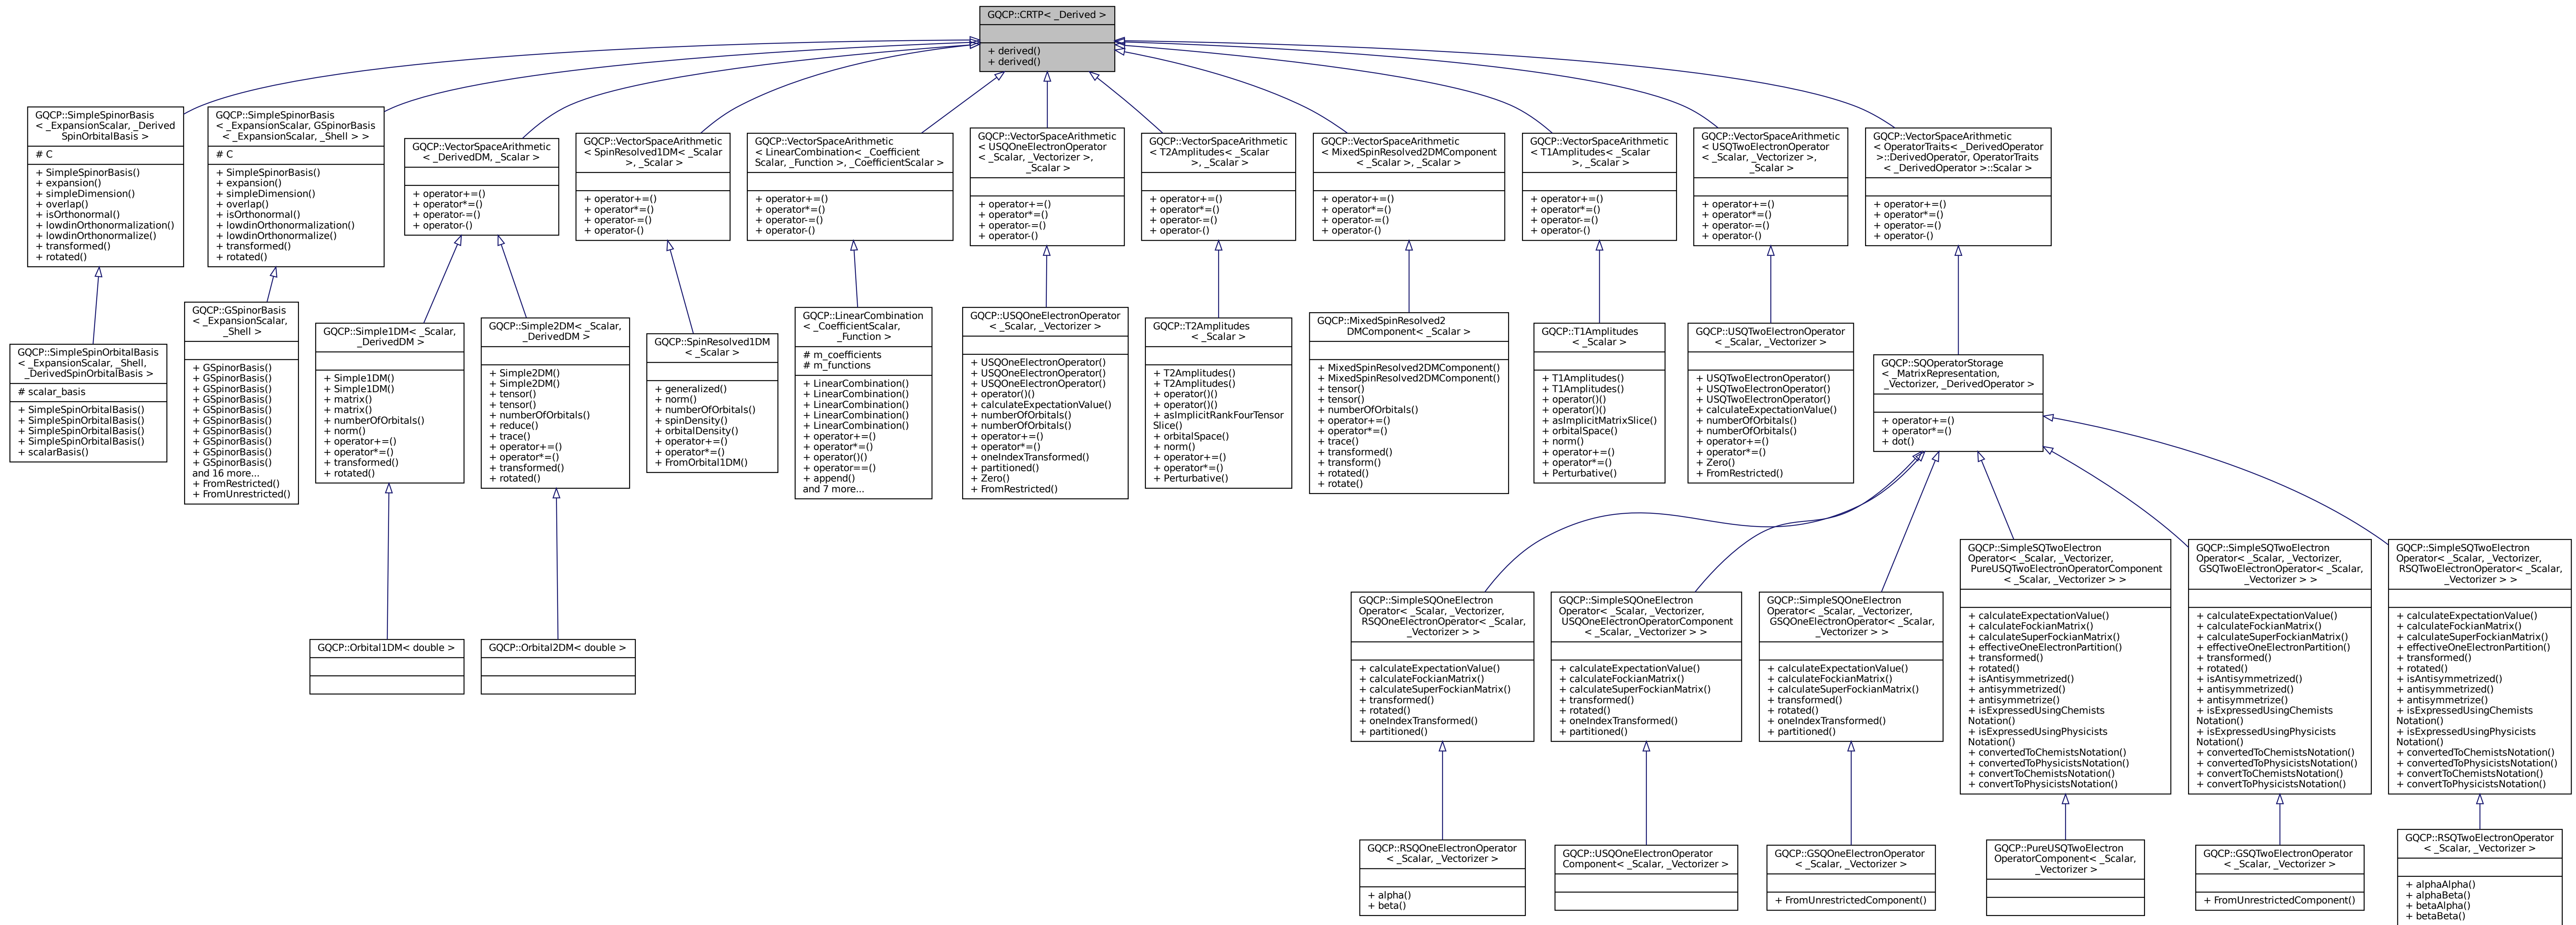 GQCP::CRTP< _Derived >
+ derived()
+ derived()
GQCP::SimpleSpinorBasis
< _ExpansionScalar, _Derived
SpinOrbitalBasis >
# C
+ SimpleSpinorBasis()
+ expansion()
+ simpleDimension()
+ overlap()
+ isOrthonormal()
+ lowdinOrthonormalization()
+ lowdinOrthonormalize()
+ transformed()
+ rotated()
GQCP::SimpleSpinorBasis
< _ExpansionScalar, GSpinorBasis
< _ExpansionScalar, _Shell > >
# C
+ SimpleSpinorBasis()
+ expansion()
+ simpleDimension()
+ overlap()
+ isOrthonormal()
+ lowdinOrthonormalization()
+ lowdinOrthonormalize()
+ transformed()
+ rotated()
GQCP::VectorSpaceArithmetic
< _DerivedDM, _Scalar >
+ operator+=()
+ operator*=()
+ operator-=()
+ operator-()
GQCP::VectorSpaceArithmetic
< SpinResolved1DM< _Scalar
>, _Scalar >
+ operator+=()
+ operator*=()
+ operator-=()
+ operator-()
GQCP::VectorSpaceArithmetic
< LinearCombination< _Coefficient
Scalar, _Function >, _CoefficientScalar >
+ operator+=()
+ operator*=()
+ operator-=()
+ operator-()
GQCP::VectorSpaceArithmetic
< USQOneElectronOperator
< _Scalar, _Vectorizer >,
_Scalar >
+ operator+=()
+ operator*=()
+ operator-=()
+ operator-()
GQCP::VectorSpaceArithmetic
< T2Amplitudes< _Scalar
>, _Scalar >
+ operator+=()
+ operator*=()
+ operator-=()
+ operator-()
GQCP::VectorSpaceArithmetic
< MixedSpinResolved2DMComponent
< _Scalar >, _Scalar >
+ operator+=()
+ operator*=()
+ operator-=()
+ operator-()
GQCP::VectorSpaceArithmetic
< T1Amplitudes< _Scalar
>, _Scalar >
+ operator+=()
+ operator*=()
+ operator-=()
+ operator-()
GQCP::VectorSpaceArithmetic
< USQTwoElectronOperator
< _Scalar, _Vectorizer >,
_Scalar >
+ operator+=()
+ operator*=()
+ operator-=()
+ operator-()
GQCP::VectorSpaceArithmetic
< OperatorTraits< _DerivedOperator
>::DerivedOperator, OperatorTraits
< _DerivedOperator >::Scalar >
+ operator+=()
+ operator*=()
+ operator-=()
+ operator-()
GQCP::SimpleSpinOrbitalBasis
< _ExpansionScalar, _Shell,
_DerivedSpinOrbitalBasis >
# scalar_basis
+ SimpleSpinOrbitalBasis()
+ SimpleSpinOrbitalBasis()
+ SimpleSpinOrbitalBasis()
+ SimpleSpinOrbitalBasis()
+ scalarBasis()
GQCP::GSpinorBasis
< _ExpansionScalar,
_Shell >
+ GSpinorBasis()
+ GSpinorBasis()
+ GSpinorBasis()
+ GSpinorBasis()
+ GSpinorBasis()
+ GSpinorBasis()
+ GSpinorBasis()
+ GSpinorBasis()
+ GSpinorBasis()
+ GSpinorBasis()
and 16 more...
+ FromRestricted()
+ FromUnrestricted()
GQCP::Simple1DM< _Scalar,
_DerivedDM >
+ Simple1DM()
+ Simple1DM()
+ matrix()
+ matrix()
+ numberOfOrbitals()
+ norm()
+ operator+=()
+ operator*=()
+ transformed()
+ rotated()
GQCP::Simple2DM< _Scalar,
_DerivedDM >
+ Simple2DM()
+ Simple2DM()
+ tensor()
+ tensor()
+ numberOfOrbitals()
+ reduce()
+ trace()
+ operator+=()
+ operator*=()
+ transformed()
+ rotated()
GQCP::SpinResolved1DM
< _Scalar >
+ generalized()
+ norm()
+ numberOfOrbitals()
+ spinDensity()
+ orbitalDensity()
+ operator+=()
+ operator*=()
+ FromOrbital1DM()
GQCP::LinearCombination
< _CoefficientScalar,
_Function >
# m_coefficients
# m_functions
+ LinearCombination()
+ LinearCombination()
+ LinearCombination()
+ LinearCombination()
+ LinearCombination()
+ operator+=()
+ operator*=()
+ operator()()
+ operator==()
+ append()
and 7 more...
GQCP::USQOneElectronOperator
< _Scalar, _Vectorizer >
+ USQOneElectronOperator()
+ USQOneElectronOperator()
+ USQOneElectronOperator()
+ operator()()
+ calculateExpectationValue()
+ numberOfOrbitals()
+ numberOfOrbitals()
+ operator+=()
+ operator*=()
+ oneIndexTransformed()
+ partitioned()
+ Zero()
+ FromRestricted()
GQCP::T2Amplitudes
< _Scalar >
+ T2Amplitudes()
+ T2Amplitudes()
+ operator()()
+ operator()()
+ asImplicitRankFourTensor
Slice()
+ orbitalSpace()
+ norm()
+ operator+=()
+ operator*=()
+ Perturbative()
GQCP::MixedSpinResolved2
DMComponent< _Scalar >
+ MixedSpinResolved2DMComponent()
+ MixedSpinResolved2DMComponent()
+ tensor()
+ tensor()
+ numberOfOrbitals()
+ operator+=()
+ operator*=()
+ trace()
+ transformed()
+ transform()
+ rotated()
+ rotate()
GQCP::T1Amplitudes
< _Scalar >
+ T1Amplitudes()
+ T1Amplitudes()
+ operator()()
+ operator()()
+ asImplicitMatrixSlice()
+ orbitalSpace()
+ norm()
+ operator+=()
+ operator*=()
+ Perturbative()
GQCP::USQTwoElectronOperator
< _Scalar, _Vectorizer >
+ USQTwoElectronOperator()
+ USQTwoElectronOperator()
+ USQTwoElectronOperator()
+ calculateExpectationValue()
+ numberOfOrbitals()
+ numberOfOrbitals()
+ operator+=()
+ operator*=()
+ Zero()
+ FromRestricted()
GQCP::SQOperatorStorage
< _MatrixRepresentation,
_Vectorizer, _DerivedOperator >
+ operator+=()
+ operator*=()
+ dot()
GQCP::Orbital1DM< double >
GQCP::Orbital2DM< double >
GQCP::SimpleSQOneElectron
Operator< _Scalar, _Vectorizer,
RSQOneElectronOperator< _Scalar,
_Vectorizer > >
+ calculateExpectationValue()
+ calculateFockianMatrix()
+ calculateSuperFockianMatrix()
+ transformed()
+ rotated()
+ oneIndexTransformed()
+ partitioned()
GQCP::SimpleSQOneElectron
Operator< _Scalar, _Vectorizer,
USQOneElectronOperatorComponent
< _Scalar, _Vectorizer > >
+ calculateExpectationValue()
+ calculateFockianMatrix()
+ calculateSuperFockianMatrix()
+ transformed()
+ rotated()
+ oneIndexTransformed()
+ partitioned()
GQCP::SimpleSQOneElectron
Operator< _Scalar, _Vectorizer,
GSQOneElectronOperator< _Scalar,
_Vectorizer > >
+ calculateExpectationValue()
+ calculateFockianMatrix()
+ calculateSuperFockianMatrix()
+ transformed()
+ rotated()
+ oneIndexTransformed()
+ partitioned()
GQCP::SimpleSQTwoElectron
Operator< _Scalar, _Vectorizer,
PureUSQTwoElectronOperatorComponent
< _Scalar, _Vectorizer > >
+ calculateExpectationValue()
+ calculateFockianMatrix()
+ calculateSuperFockianMatrix()
+ effectiveOneElectronPartition()
+ transformed()
+ rotated()
+ isAntisymmetrized()
+ antisymmetrized()
+ antisymmetrize()
+ isExpressedUsingChemists
Notation()
+ isExpressedUsingPhysicists
Notation()
+ convertedToChemistsNotation()
+ convertedToPhysicistsNotation()
+ convertToChemistsNotation()
+ convertToPhysicistsNotation()
GQCP::SimpleSQTwoElectron
Operator< _Scalar, _Vectorizer,
GSQTwoElectronOperator< _Scalar,
_Vectorizer > >
+ calculateExpectationValue()
+ calculateFockianMatrix()
+ calculateSuperFockianMatrix()
+ effectiveOneElectronPartition()
+ transformed()
+ rotated()
+ isAntisymmetrized()
+ antisymmetrized()
+ antisymmetrize()
+ isExpressedUsingChemists
Notation()
+ isExpressedUsingPhysicists
Notation()
+ convertedToChemistsNotation()
+ convertedToPhysicistsNotation()
+ convertToChemistsNotation()
+ convertToPhysicistsNotation()
GQCP::SimpleSQTwoElectron
Operator< _Scalar, _Vectorizer,
RSQTwoElectronOperator< _Scalar,
_Vectorizer > >
+ calculateExpectationValue()
+ calculateFockianMatrix()
+ calculateSuperFockianMatrix()
+ effectiveOneElectronPartition()
+ transformed()
+ rotated()
+ isAntisymmetrized()
+ antisymmetrized()
+ antisymmetrize()
+ isExpressedUsingChemists
Notation()
+ isExpressedUsingPhysicists
Notation()
+ convertedToChemistsNotation()
+ convertedToPhysicistsNotation()
+ convertToChemistsNotation()
+ convertToPhysicistsNotation()
GQCP::RSQOneElectronOperator
< _Scalar, _Vectorizer >
+ alpha()
+ beta()
GQCP::USQOneElectronOperator
Component< _Scalar, _Vectorizer >
GQCP::GSQOneElectronOperator
< _Scalar, _Vectorizer >
+ FromUnrestrictedComponent()
GQCP::PureUSQTwoElectron
OperatorComponent< _Scalar,
_Vectorizer >
GQCP::GSQTwoElectronOperator
< _Scalar, _Vectorizer >
+ FromUnrestrictedComponent()
GQCP::RSQTwoElectronOperator
< _Scalar, _Vectorizer >
+ alphaAlpha()
+ alphaBeta()
+ betaAlpha()
+ betaBeta()